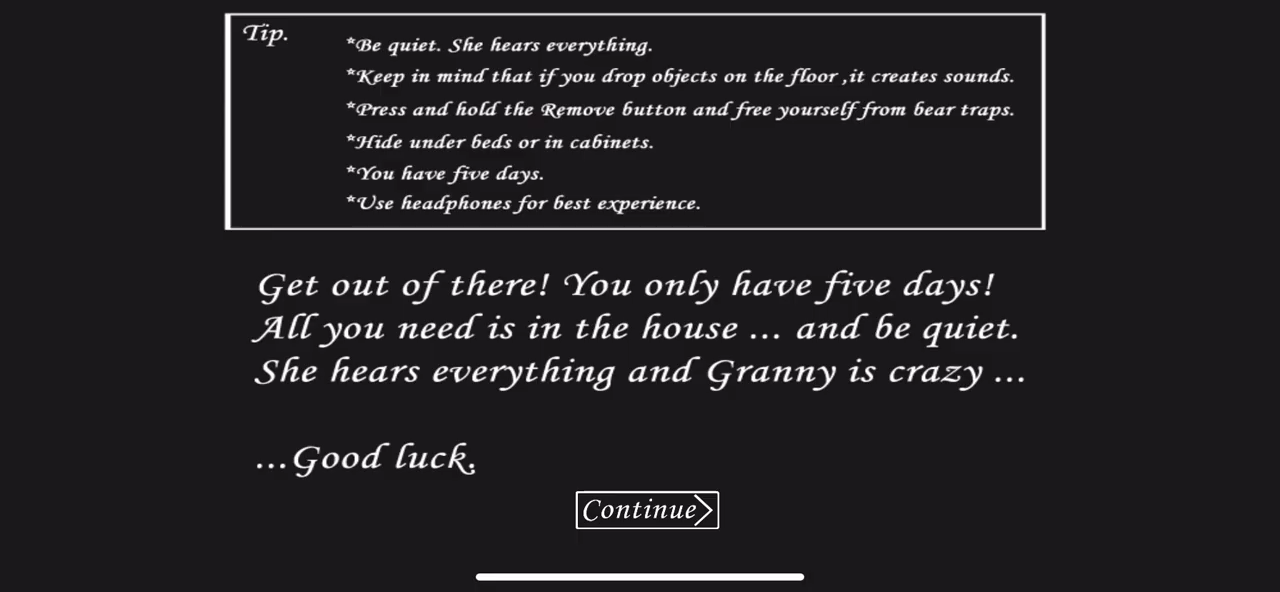 Tip.
*Be quiet. She hears everything.
*Keep in mind that if you drop objects on the floor ,it creates sounds.
*Press and hold the Remove button and free yourself from bear traps.
*Hide under beds or in cabinets.
*You have five days.
*Use headphones for best experience.
Get out of there! You only have five days!
All you need is in the house ... and be quiet.
She hears everything and Granny is crazy ...
...Good luck.
Continue>